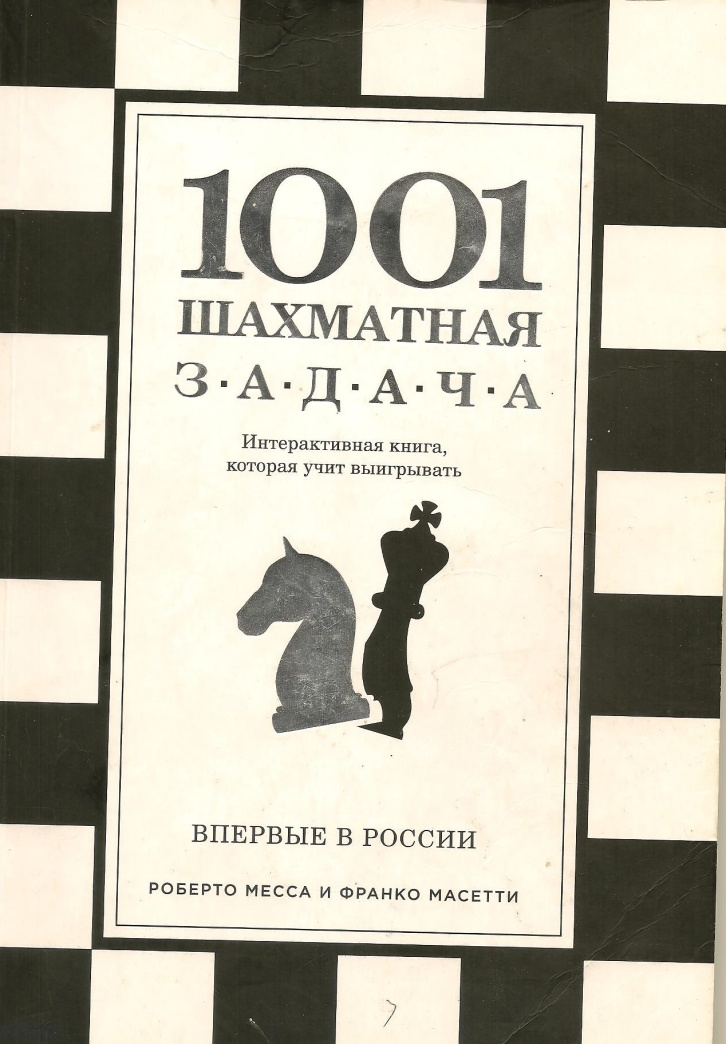 1001
ШАХМАТНАЯ
З·А·Д·А·Ч·А
Интерактивная книга,
которая учит выигрывать
ВПЕРВЫЕ В РОССИИ
РОБЕРТО МЕССА И ФРАНКО МАСЕТТИ